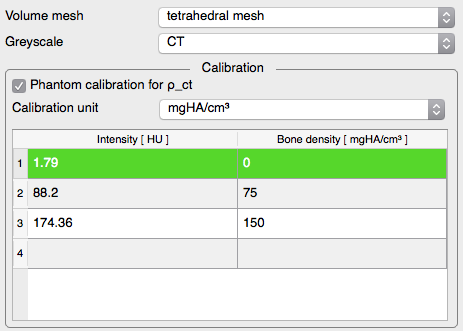 Volume mesh tetrahedral mesh
Greyscale CT
Calibration
Phantom calibration for ρ_ct
Calibration unit mgHA/cm³
Intensity [ HU ] Bone density [ mgHA/cm³ ]
1 1.79 0
2 88.2 75
3 174.36 150
4